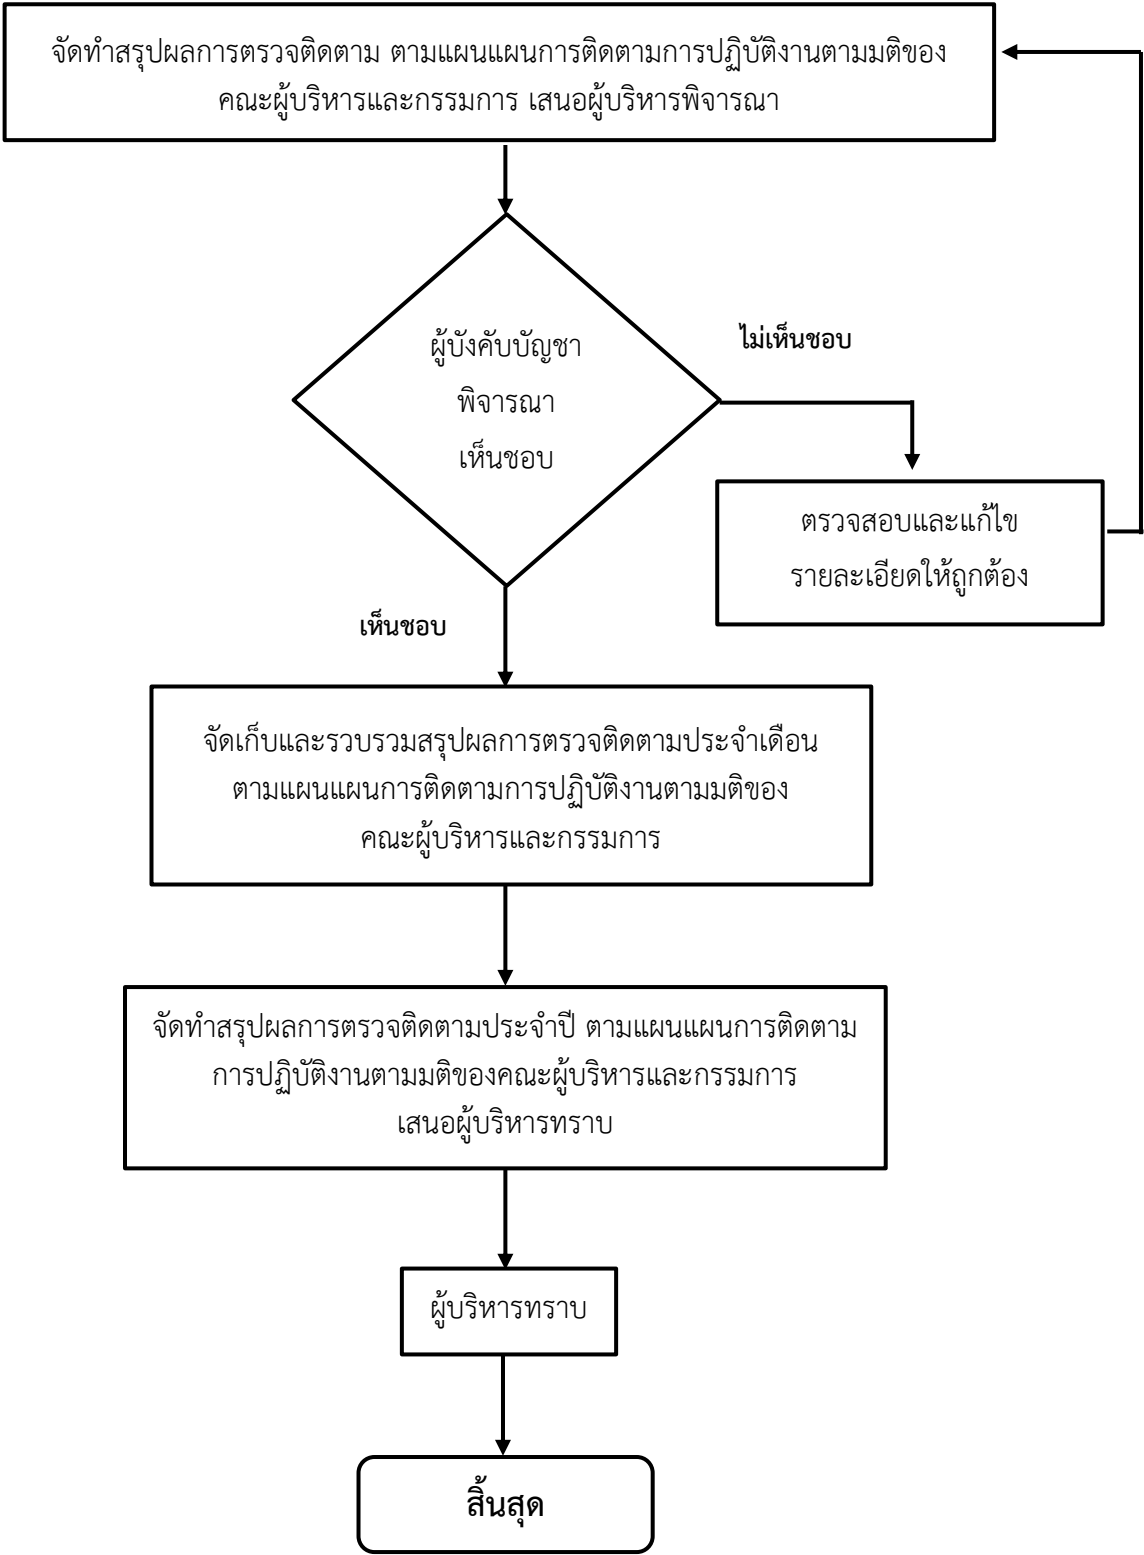 จัดทำสรุปผลการตรวจติดตาม ตามแผนแผนการติดตามการปฏิบัติงานตามมติของ
คณะผู้บริหารและกรรมการ เสนอผู้บริหารพิจารณา
ผู้บังคับบัญชา
พิจารณา
เห็นชอบ
ไม่เห็นชอบ
ตรวจสอบและแก้ไข
รายละเอียดให้ถูกต้อง
เห็นชอบ
จัดเก็บและรวบรวมสรุปผลการตรวจติดตามประจำเดือน
ตามแผนแผนการติดตามการปฏิบัติงานตามมติของ
คณะผู้บริหารและกรรมการ
จัดทำสรุปผลการตรวจติดตามประจำปี ตามแผนแผนการติดตาม
การปฏิบัติงานตามมติของคณะผู้บริหารและกรรมการ
เสนอผู้บริหารทราบ
ผู้บริหารทราบ
สิ้นสุด